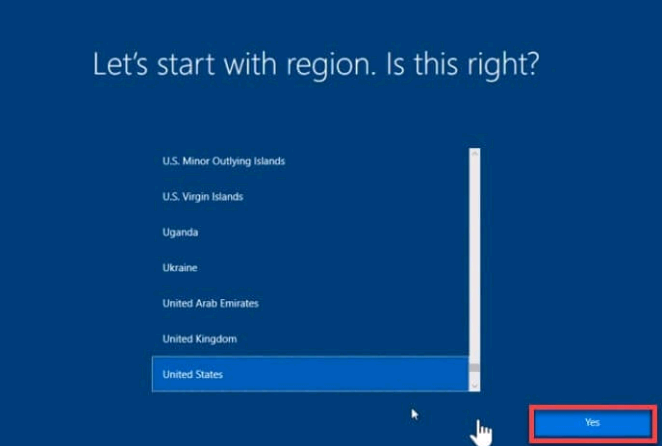 Let's start with region. Is this right?
U.S. Minor Outlying Islands
U.S. Virgin Islands
Uganda
Ukraine
United Arab Emirates
United Kingdom
United States
Yes